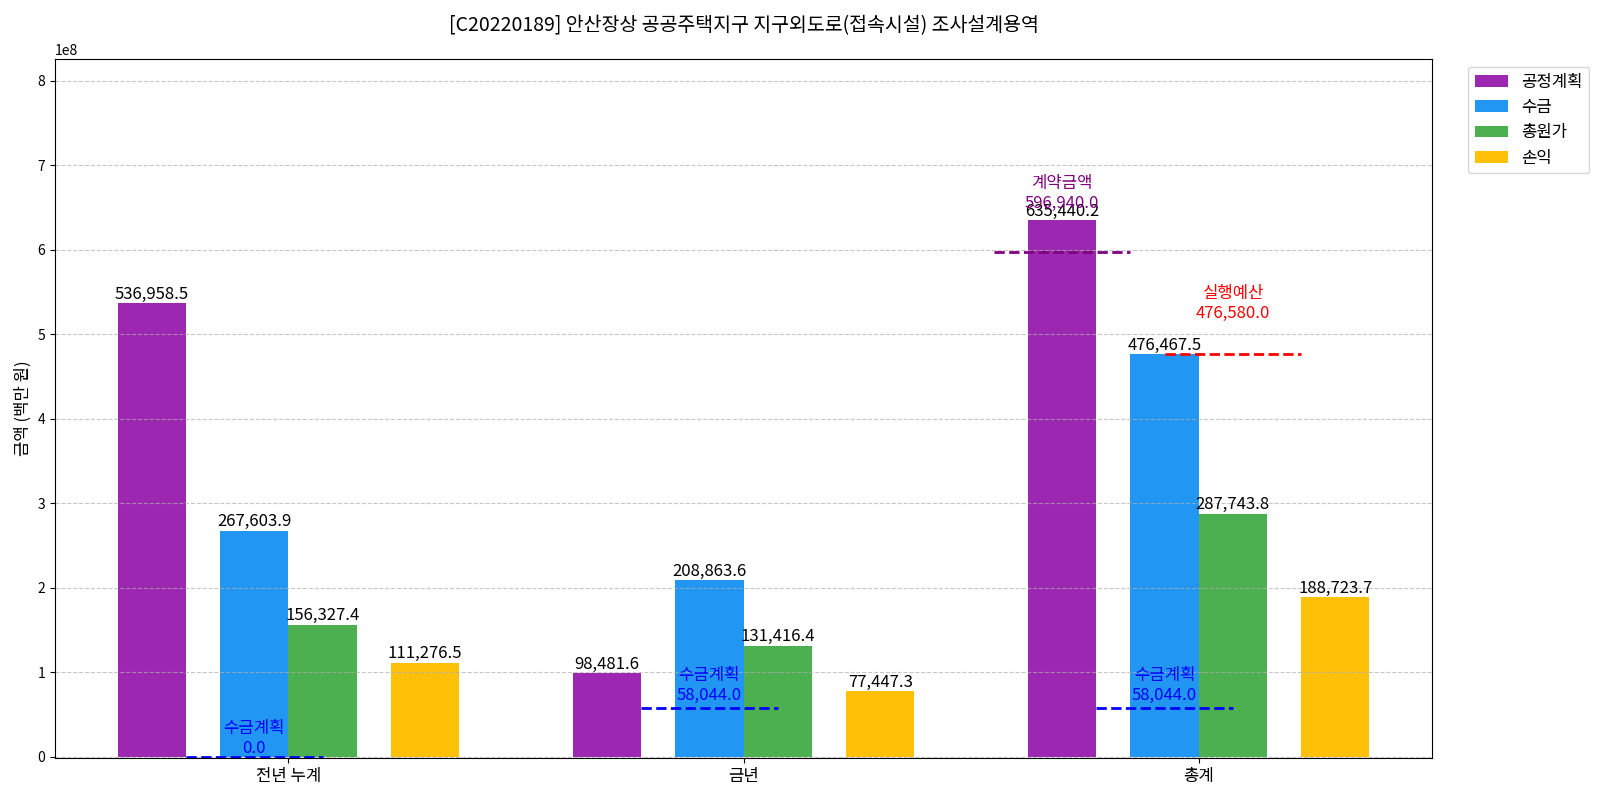 [C20220189] 안산장상 공공주택지구 지구외도로(접속시설) 조사설계용역
1e8
금액 (백만 원)
8
7
6
5
4
3
2
1
0
공정계획
수금
총원가
손익
536,958.5
267,603.9
156,327.4
111,276.5
수금계획
0.0
98,481.6
208,863.6
131,416.4
77,447.3
수금계획
58,044.0
계약금액
596,940.0
635,440.2
실행예산
476,580.0
476,467.5
287,743.8
188,723.7
수금계획
58,044.0
전년 누계
금년
총계